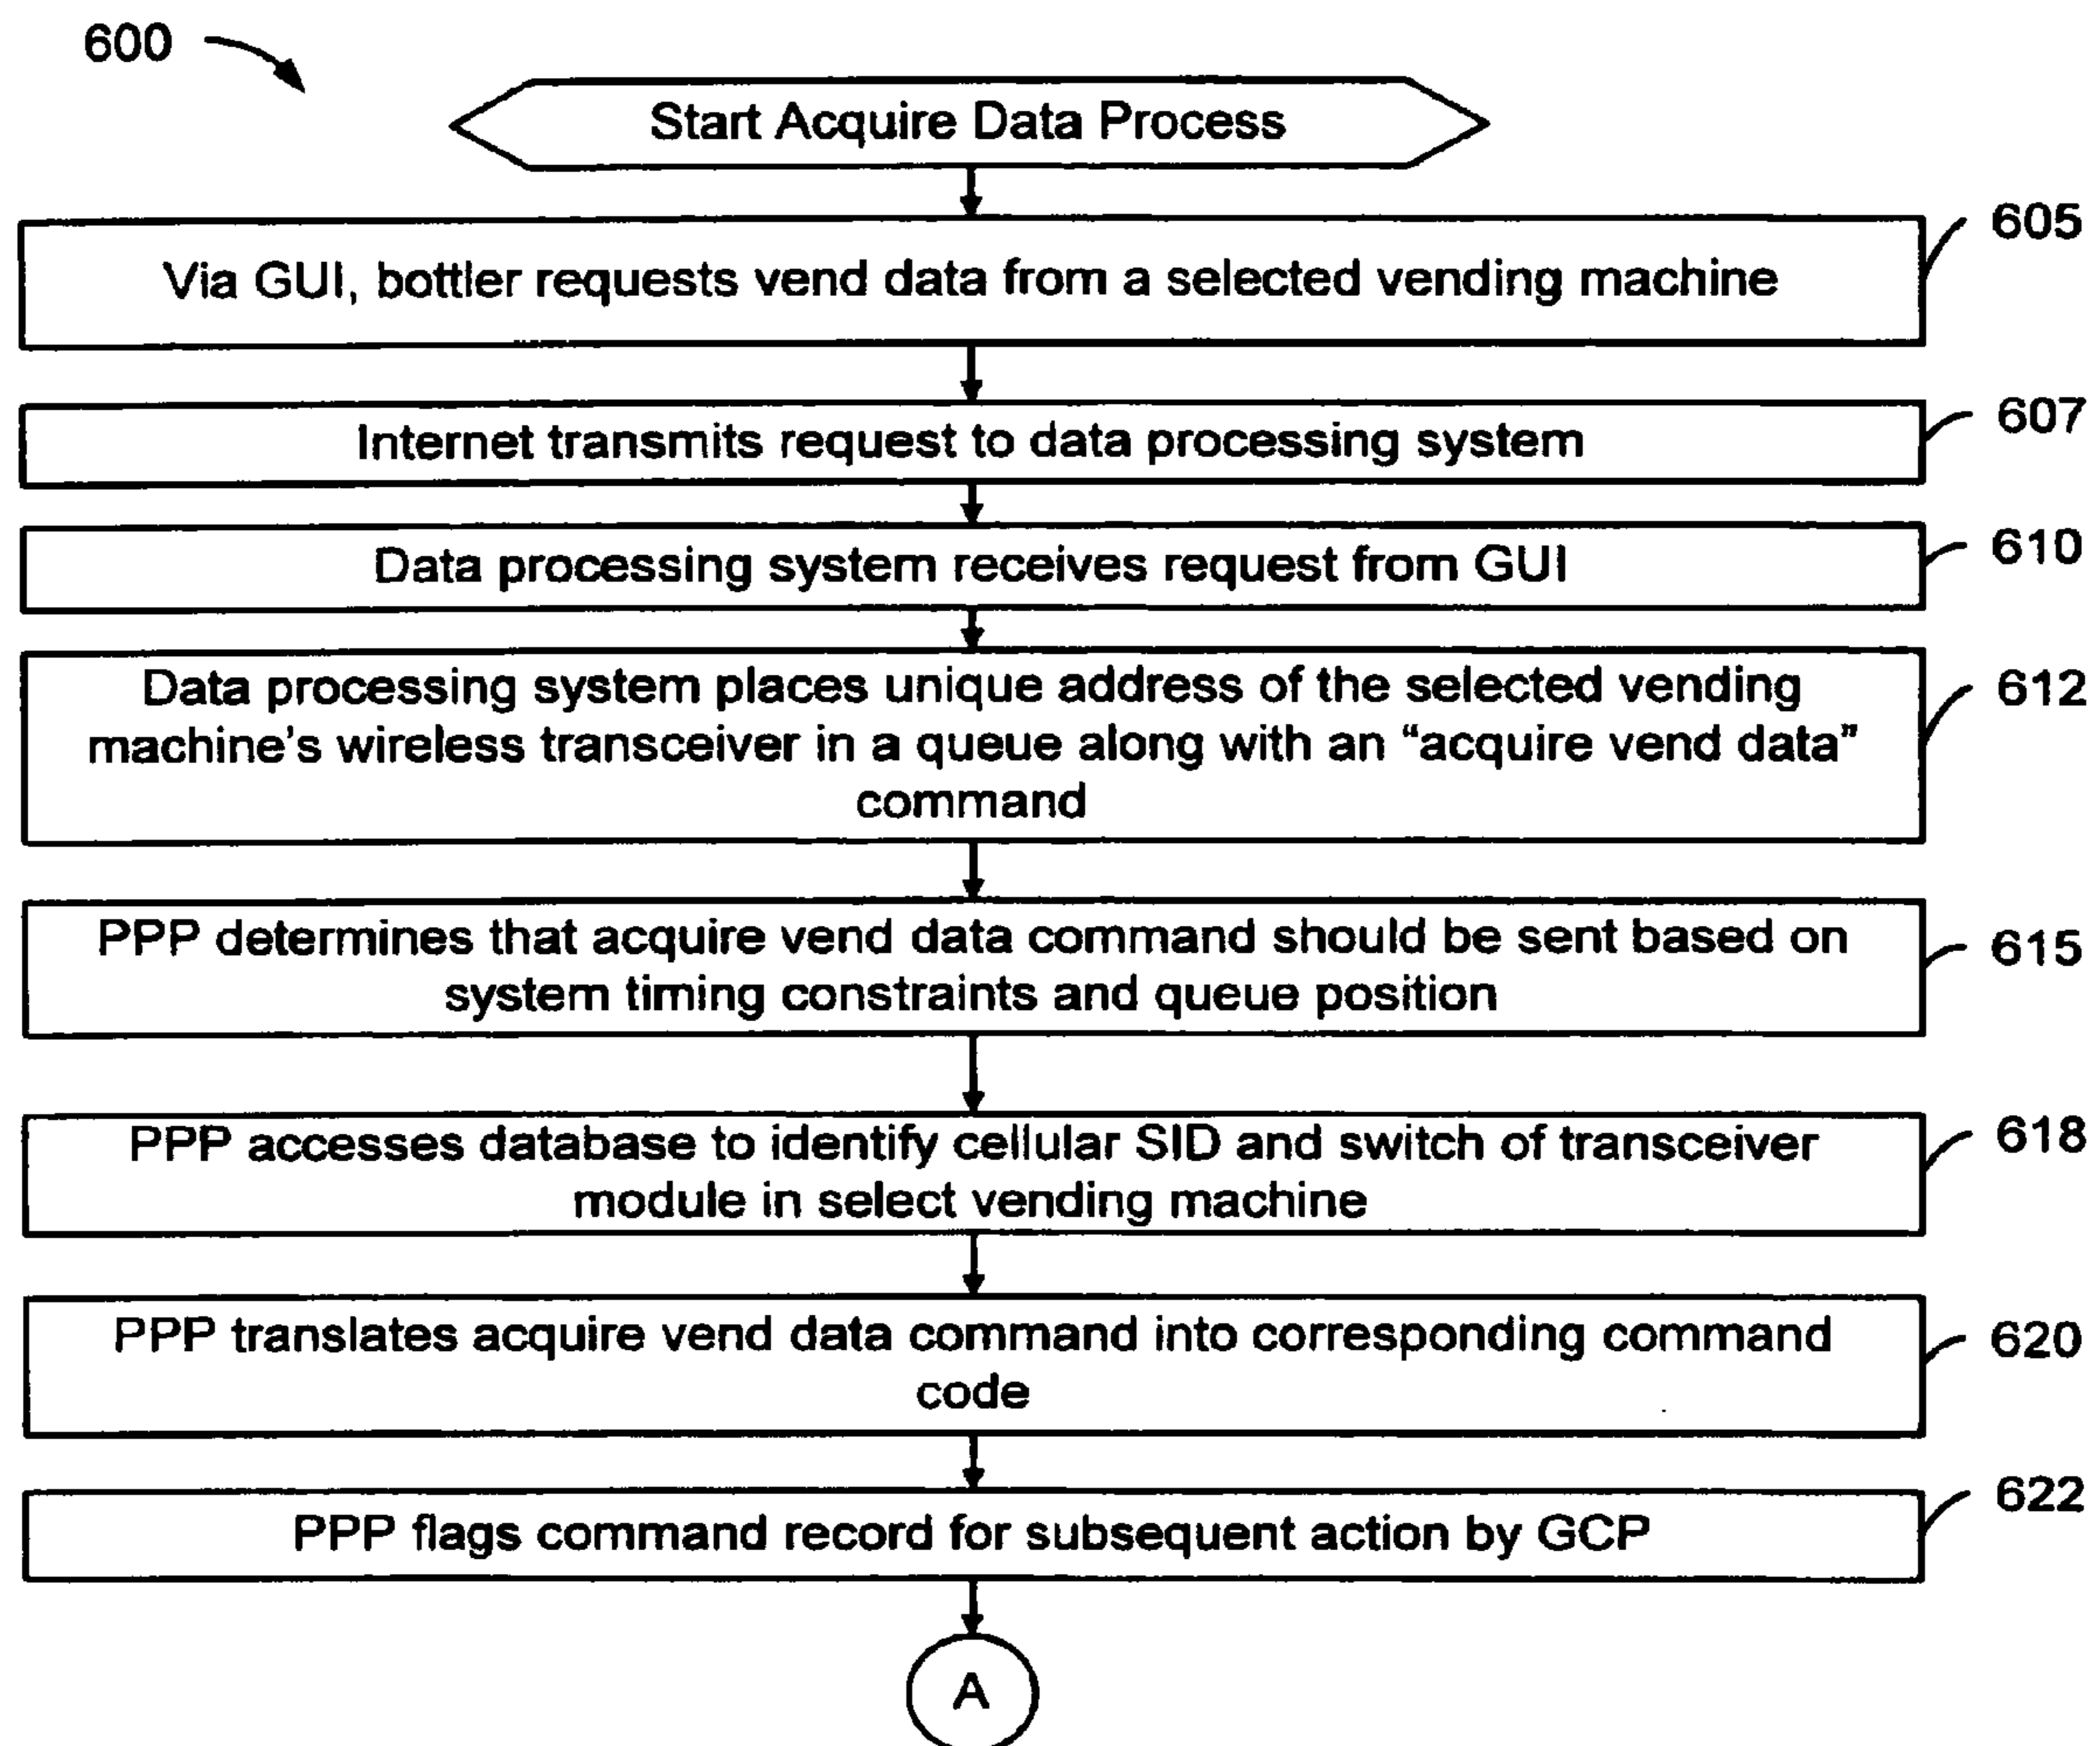 600
Start Acquire Data Process
605
Via GUI, bottler requests vend data from a selected vending machine
607
Internet transmits request to data processing system
610
Data processing system receives request from GUI
612
Data processing system places unique address of the selected vending
machine's wireless transceiver in a queue along with an “acquire vend data”
command
615
PPP determines that acquire vend data command should be sent based on
system timing constraints and queue position
618
PPP accesses database to identify cellular SID and switch of transceiver
module in select vending machine
620
PPP translates acquire vend data command into corresponding command
code
622
PPP flags command record for subsequent action by GCP
A